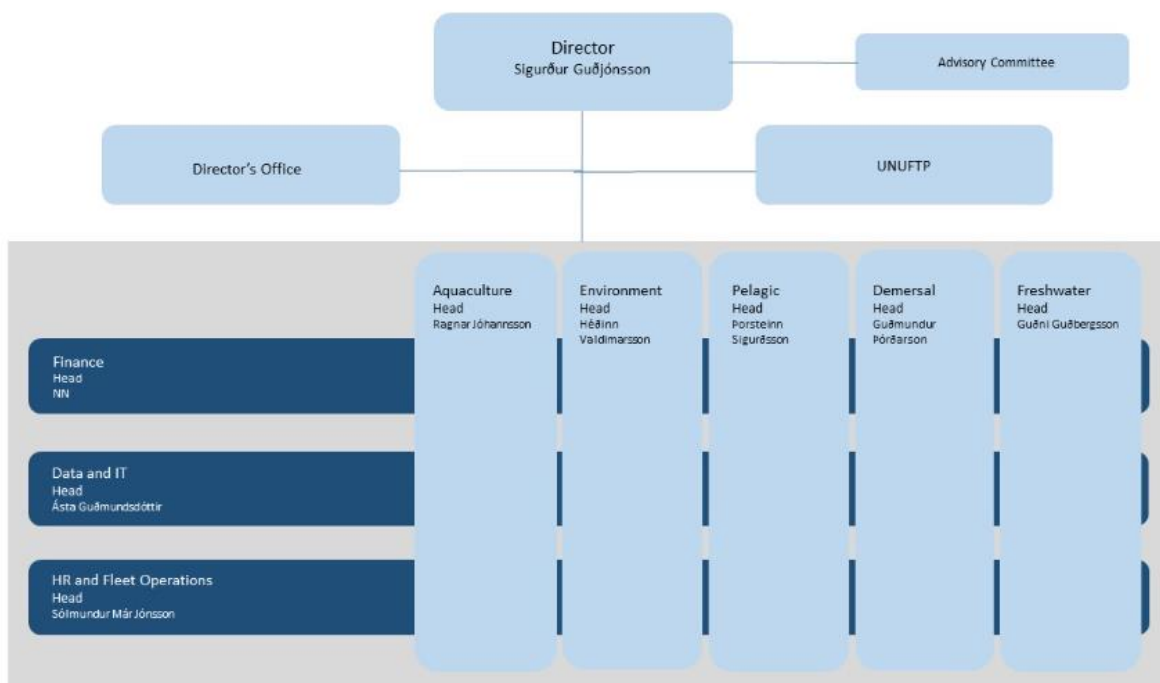 Director
Sigurður Guðjónsson
Advisory Committee
Director's Office
UNUFTP
Aquaculture
Head
Ragnar Jóhannsson
Environment
Head
Héðinn
Valdimarsson
Pelagic
Head
Þorsteinn
Sigurðsson
Demersal
Head
Guðmundur
Þórðarson
Freshwater
Head
Guðni Guðbergsson
Finance
Head
NN
Data and IT
Head
Ásta Guðmundsdóttir
HR and Fleet Operations
Head
Sólmundur Már Jónsson